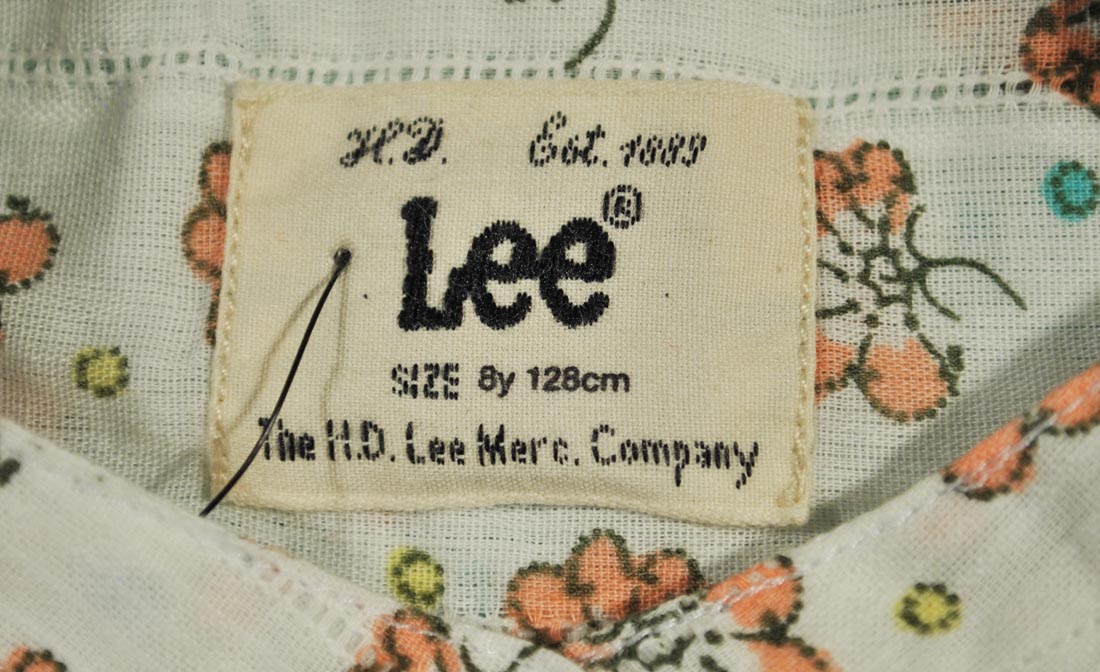 H.D. Est. 1889
Lee®
SIZE 8y 128cm
The H.D. Lee Merc. Company